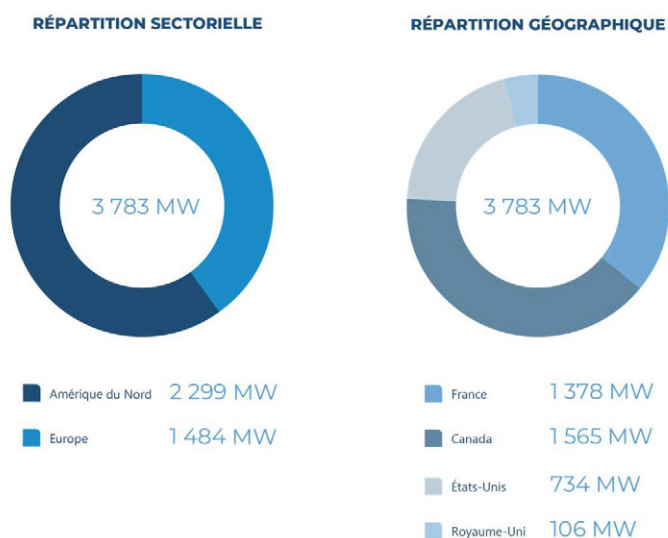 RÉPARTITION SECTORIELLE
3 783 MW
Amérique du Nord 2 299 MW
Europe 1 484 MW
RÉPARTITION GÉOGRAPHIQUE
3 783 MW
France 1 378 MW
Canada 1 565 MW
États-Unis 734 MW
Royaume-Uni 106 MW